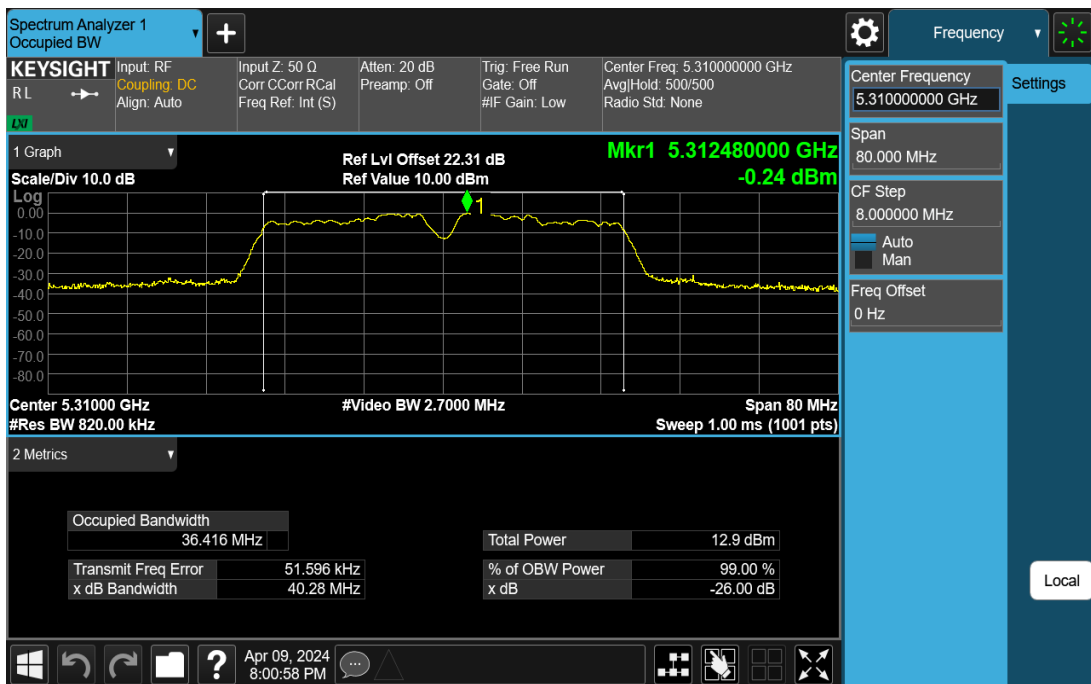 Spectrum Analyzer 1
Occupied BW
+
Frequency
KEYSIGHT
RL
LXI
Input: RF
Coupling: DC
Align: Auto
Input Z: 50 Ω
Corr CCorr RCal
Freq Ref: Int (S)
Atten: 20 dB
Preamp: Off
Trig: Free Run
Gate: Off
#IF Gain: Low
Center Freq: 5.310000000 GHz
Avg|Hold: 500/500
Radio Std: None
Center Frequency
5.310000000 GHz
Settings
Span
80.000 MHz
CF Step
8.000000 MHz
Auto
Man
Freq Offset
0 Hz
Local
1 Graph
Scale/Div 10.0 dB
Ref Lvl Offset 22.31 dB
Ref Value 10.00 dBm
Mkr1 5.312480000 GHz
-0.24 dBm
Log
0.00
-10.0
-20.0
-30.0
-40.0
-50.0
-60.0
-70.0
-80.0
1
Center 5.31000 GHz
#Video BW 2.7000 MHz
Span 80 MHz
#Res BW 820.00 kHz
Sweep 1.00 ms (1001 pts)
2 Metrics
Occupied Bandwidth
36.416 MHz
Total Power 12.9 dBm
Transmit Freq Error 51.596 kHz
% of OBW Power 99.00 %
x dB Bandwidth 40.28 MHz
x dB -26.00 dB
?
Apr 09, 2024
8:00:58 PM